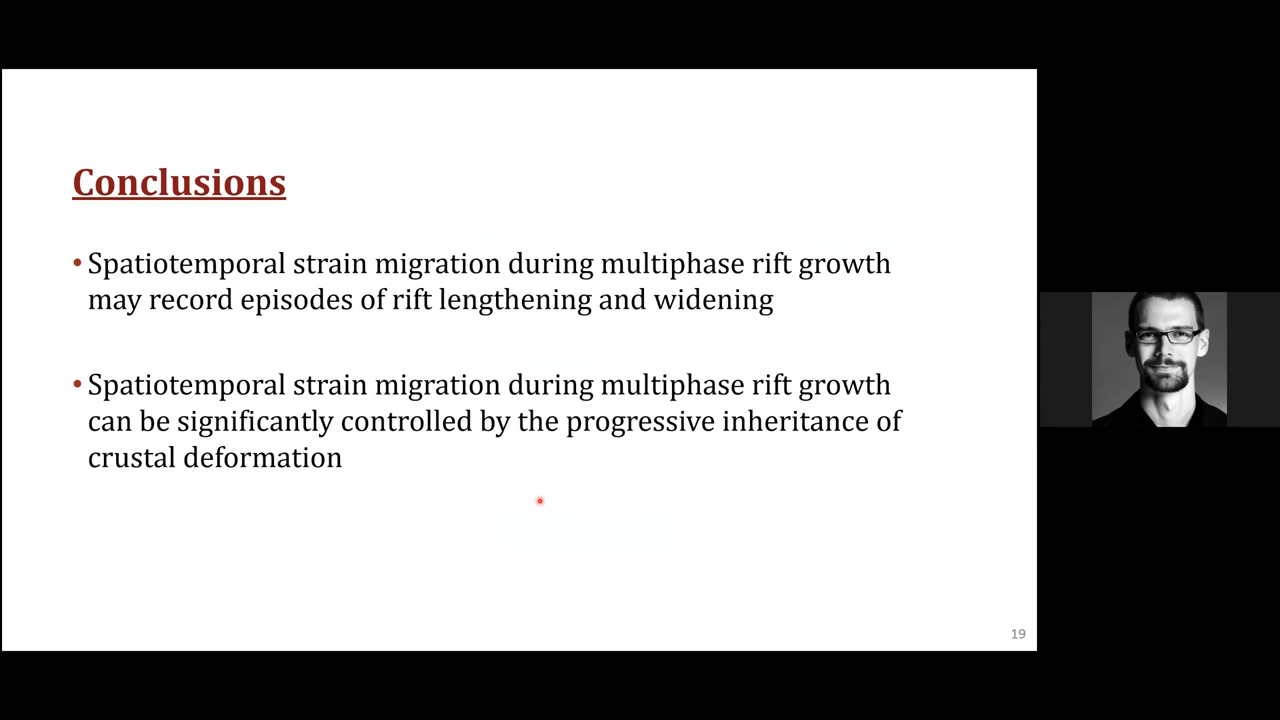 Conclusions
• Spatiotemporal strain migration during multiphase rift growth
may record episodes of rift lengthening and widening
• Spatiotemporal strain migration during multiphase rift growth
can be significantly controlled by the progressive inheritance of
crustal deformation
19